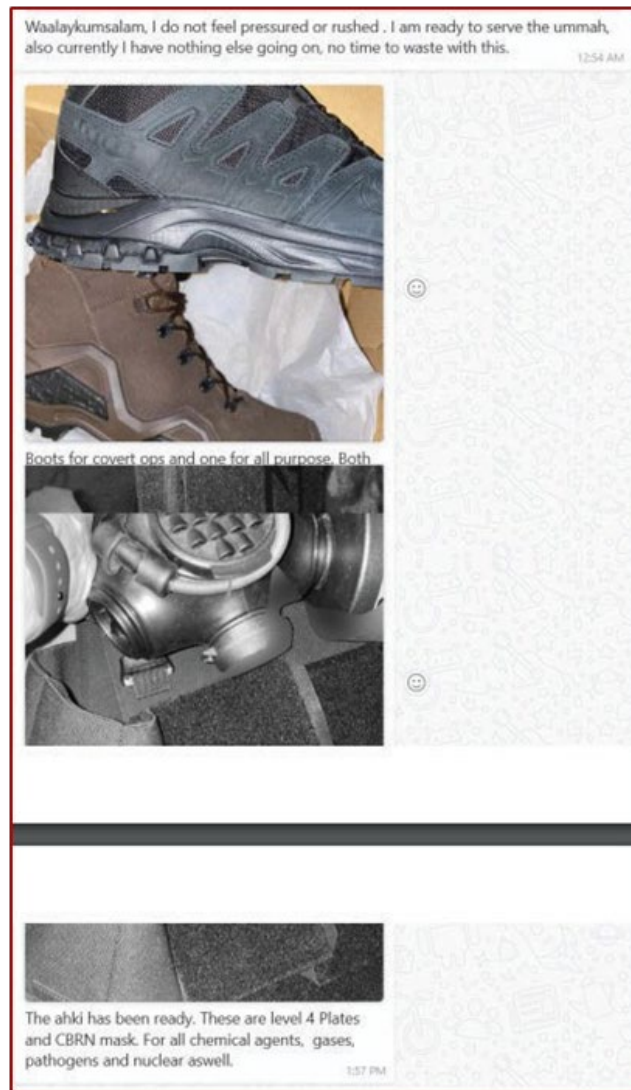 Waalaykumsalam, I do not feel pressured or rushed . I am ready to serve the ummah,
also currently I have nothing else going on, no time to waste with this.
12:54 AM
Boots for covert ops and one for all purpose. Both
The ahki has been ready. These are level 4 Plates
and CBRN mask. For all chemical agents, gases,
pathogens and nuclear aswell.
1:57 PM